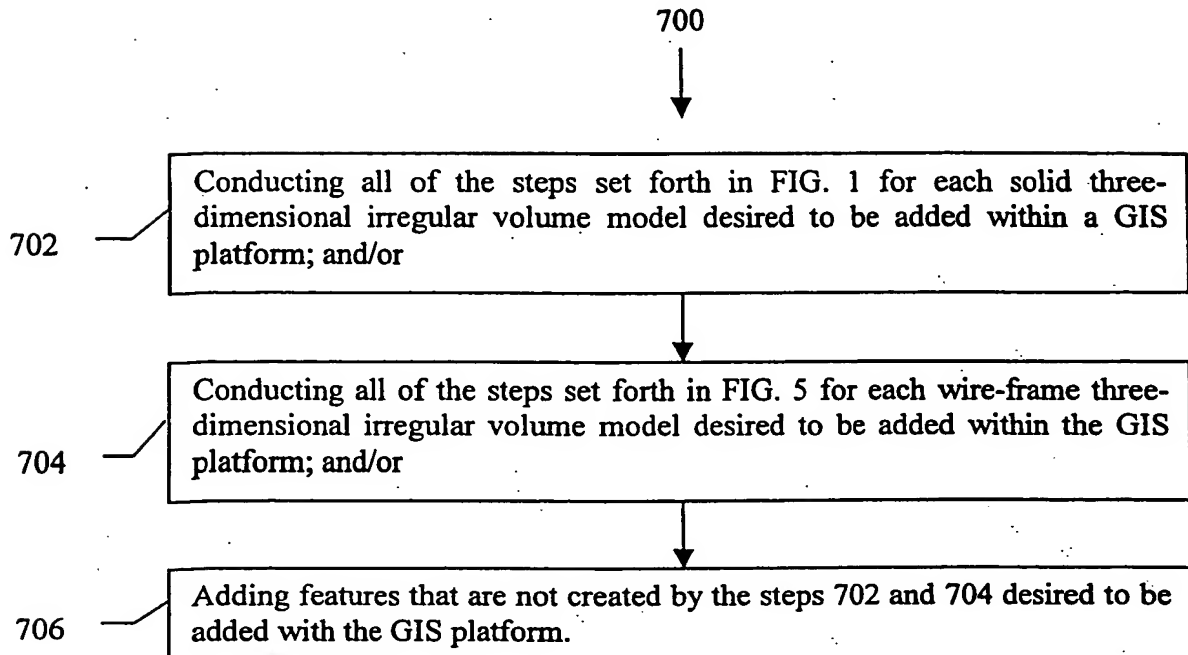 700
702
Conducting all of the steps set forth in FIG. 1 for each solid three-
dimensional irregular volume model desired to be added within a GIS
platform; and/or
704
Conducting all of the steps set forth in FIG. 5 for each wire-frame three-
dimensional irregular volume model desired to be added within the GIS
platform; and/or
706
Adding features that are not created by the steps 702 and 704 desired to be
added with the GIS platform.